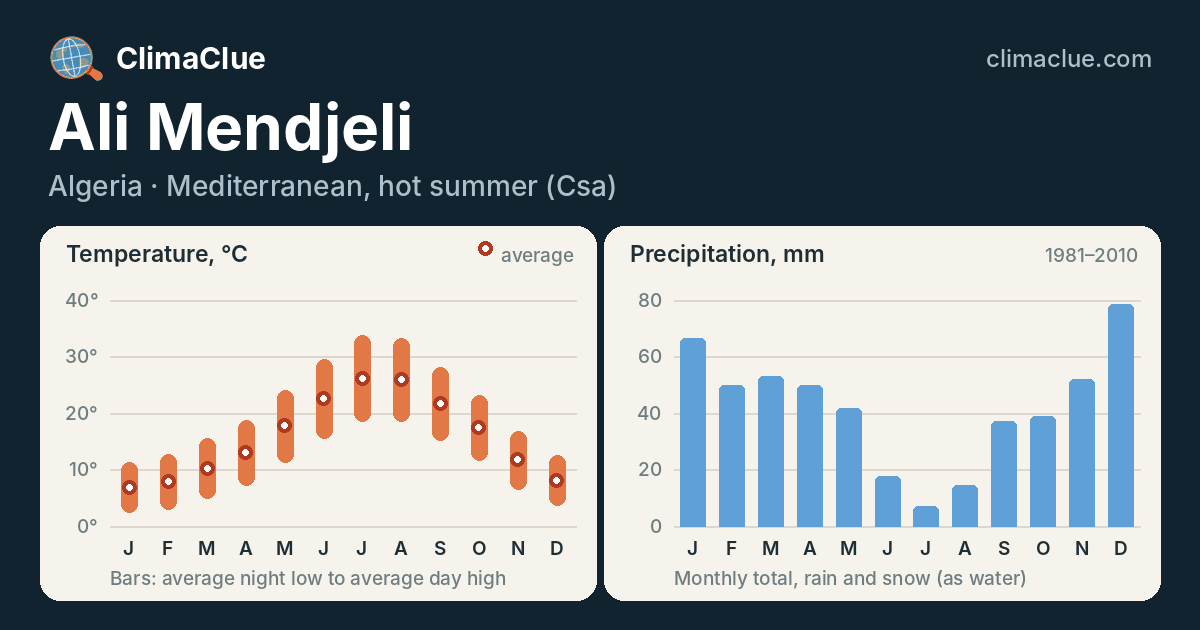 ClimaClue
climaclue.com
Ali Mendjeli
Algeria · Mediterranean, hot summer (Csa)
Temperature, °C
average
40°
30°
20°
10°
0°
J F M A M J J A S O N D
Bars: average night low to average day high
Precipitation, mm
1981–2010
80
60
40
20
0
J F M A M J J A S O N D
Monthly total, rain and snow (as water)